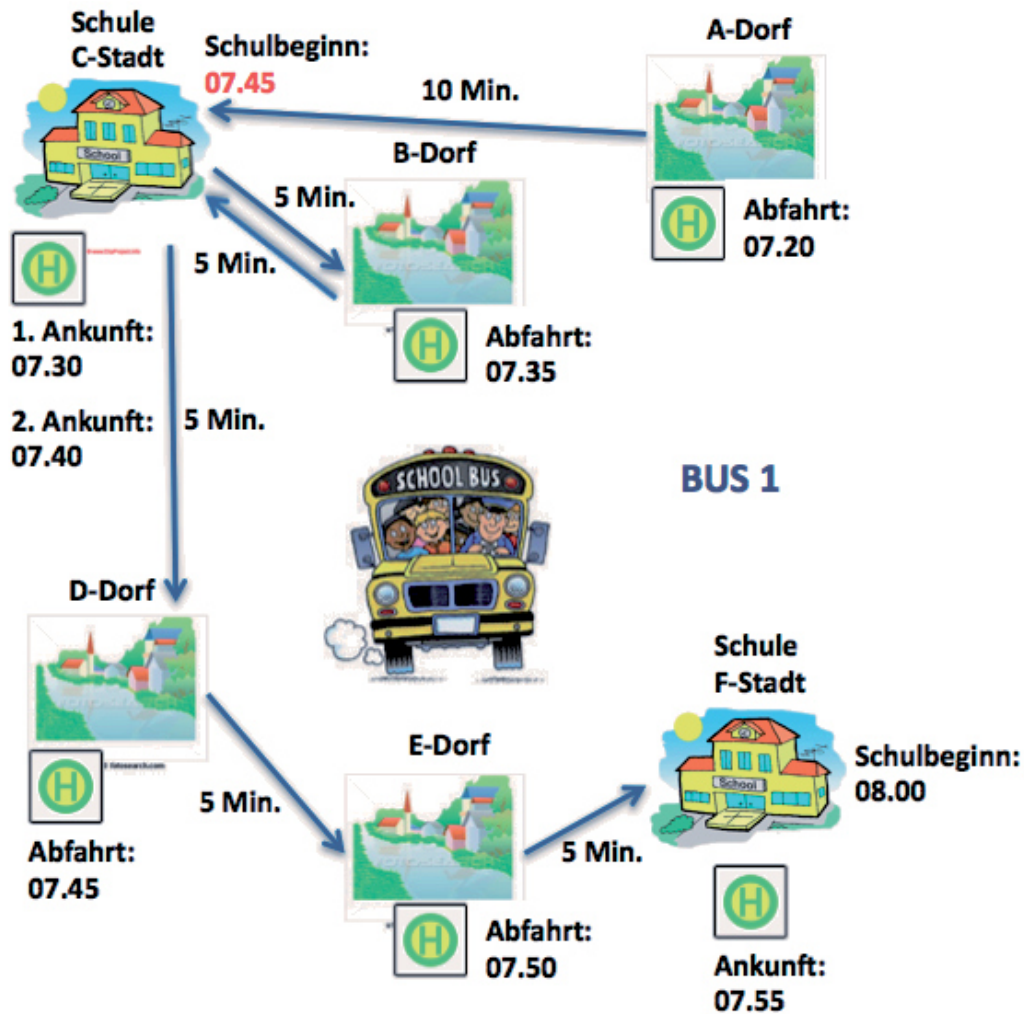 Schule
C-Stadt
Schulbeginn:
07.45
A-Dorf
10 Min.
School
B-Dorf
5 Min.
5 Min.
H
Abfahrt:
07.20
H
1. Ankunft:
07.30
H
Abfahrt:
07.35
2. Ankunft:
07.40
5 Min.
SCHOOL BUS
BUS 1
D-Dorf
H
Abfahrt:
07.45
5 Min.
E-Dorf
H
Abfahrt:
07.50
5 Min.
Schule
F-Stadt
School
Schulbeginn:
08.00
H
Ankunft:
07.55